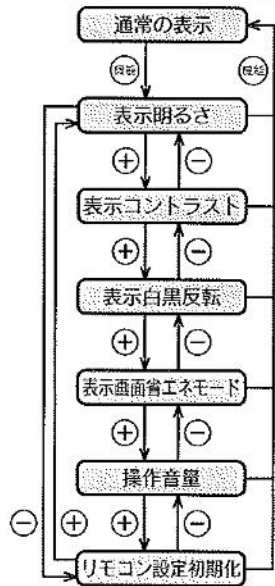 通常の表示
表示明るさ
+ -
表示コントラスト
+ -
表示白黒反転
+ -
表示画面省エネモード
+ -
操作音量
- + + -
リモコン設定初期化